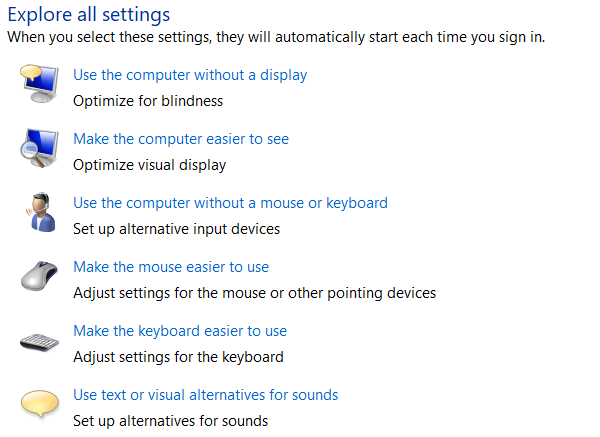 Explore all settings
When you select these settings, they will automatically start each time you sign in.
Use the computer without a display
Optimize for blindness
Make the computer easier to see
Optimize visual display
Use the computer without a mouse or keyboard
Set up alternative input devices
Make the mouse easier to use
Adjust settings for the mouse or other pointing devices
Make the keyboard easier to use
Adjust settings for the keyboard
Use text or visual alternatives for sounds
Set up alternatives for sounds